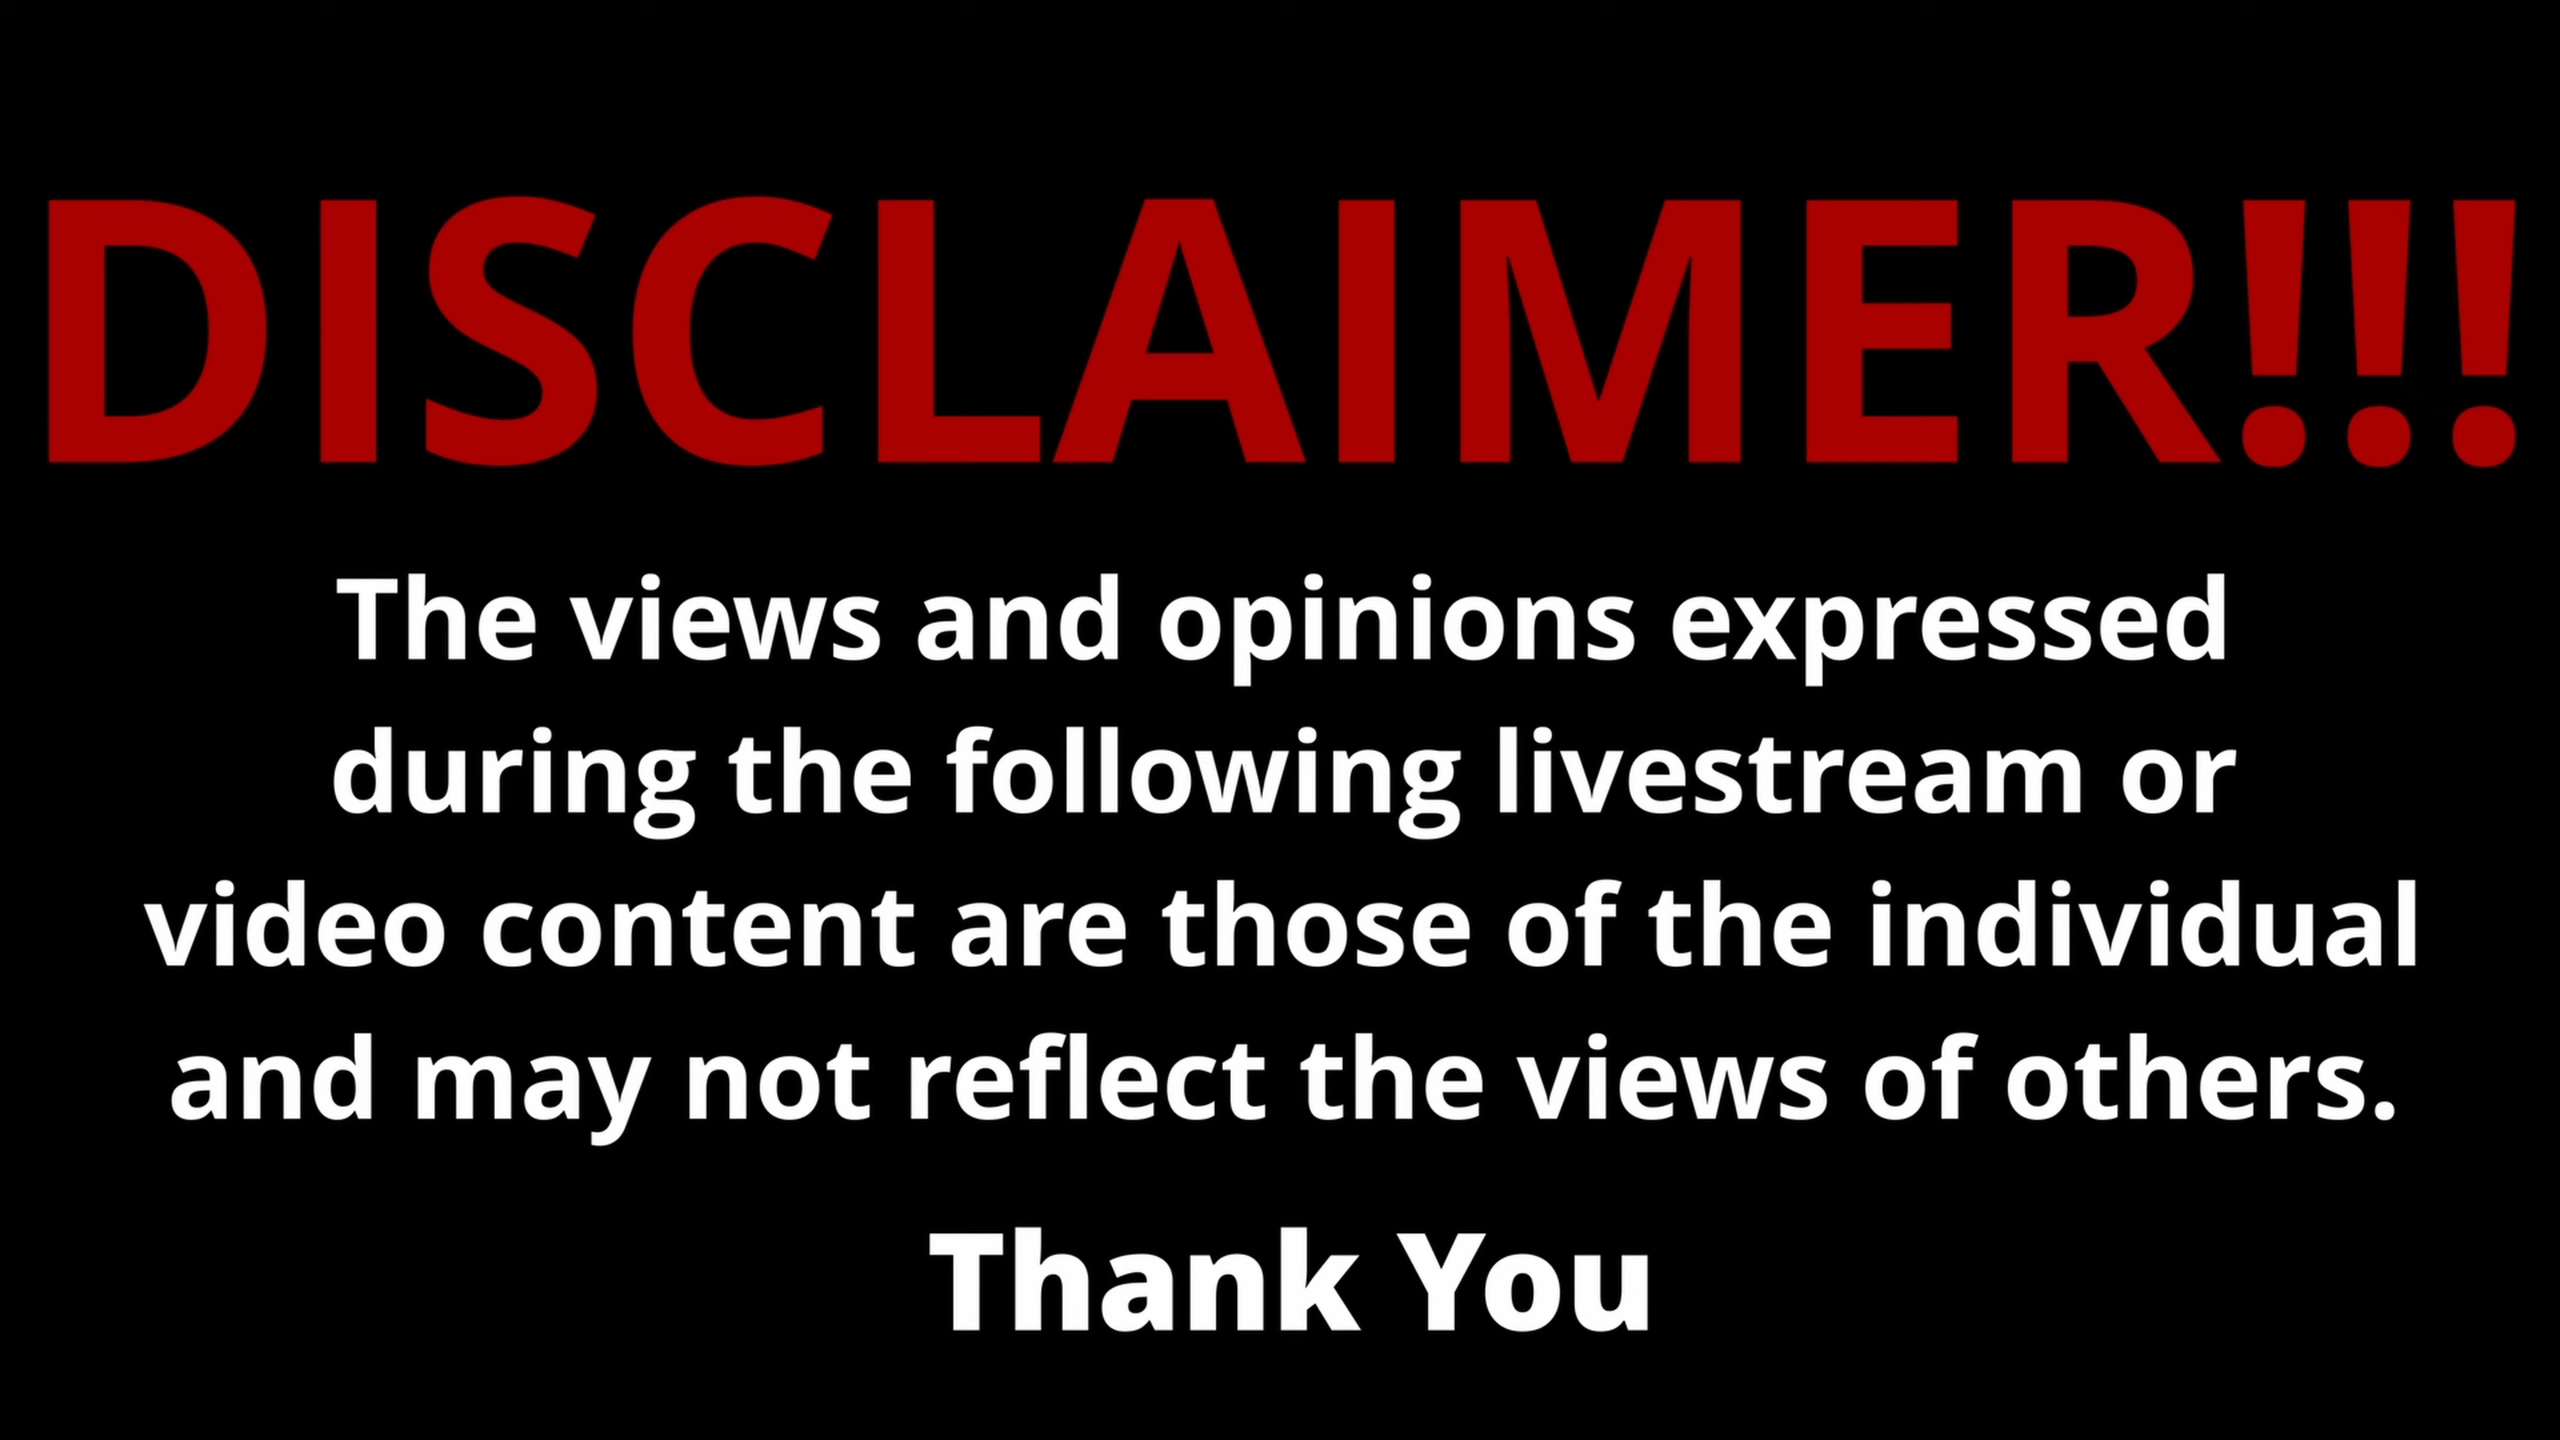 DISCLAIMER!!!
The views and opinions expressed
during the following livestream or
video content are those of the individual
and may not reflect the views of others.
Thank You